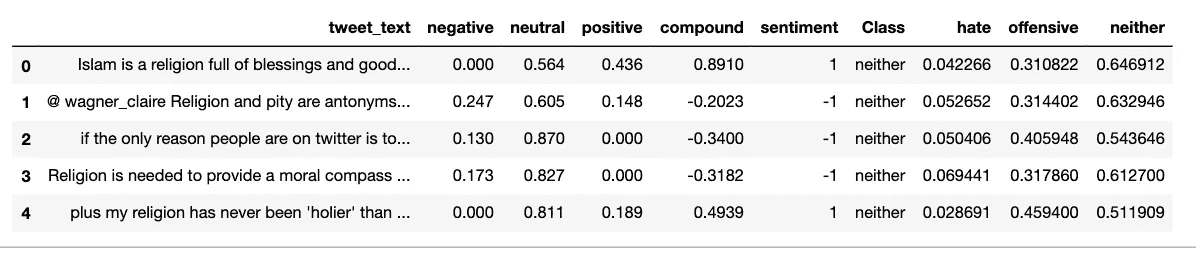 tweet_text negative neutral positive compound sentiment Class hate offensive neither
0 Islam is a religion full of blessings and good... 0.000 0.564 0.436 0.8910 1 neither 0.042266 0.310822 0.646912
1 @ wagner_claire Religion and pity are antonyms... 0.247 0.605 0.148 -0.2023 -1 neither 0.052652 0.314402 0.632946
2 if the only reason people are on twitter is to... 0.130 0.870 0.000 -0.3400 -1 neither 0.050406 0.405948 0.543646
3 Religion is needed to provide a moral compass ... 0.173 0.827 0.000 -0.3182 -1 neither 0.069441 0.317860 0.612700
4 plus my religion has never been 'holier' than ... 0.000 0.811 0.189 0.4939 1 neither 0.028691 0.459400 0.511909